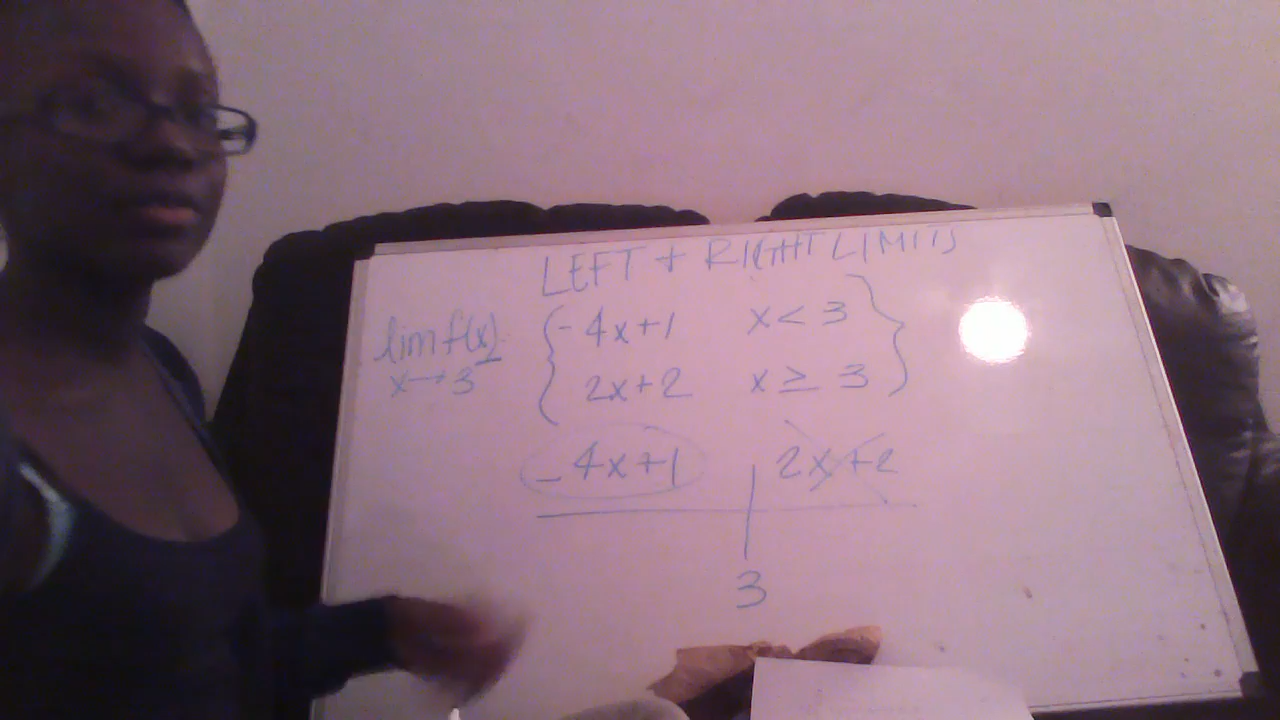 LEFT + RIGHT LIMITS
lim f(x) { -4x+1 x < 3 }
x→3⁻ 2x+2 x ≥ 3
-4x+1 2x+2
3